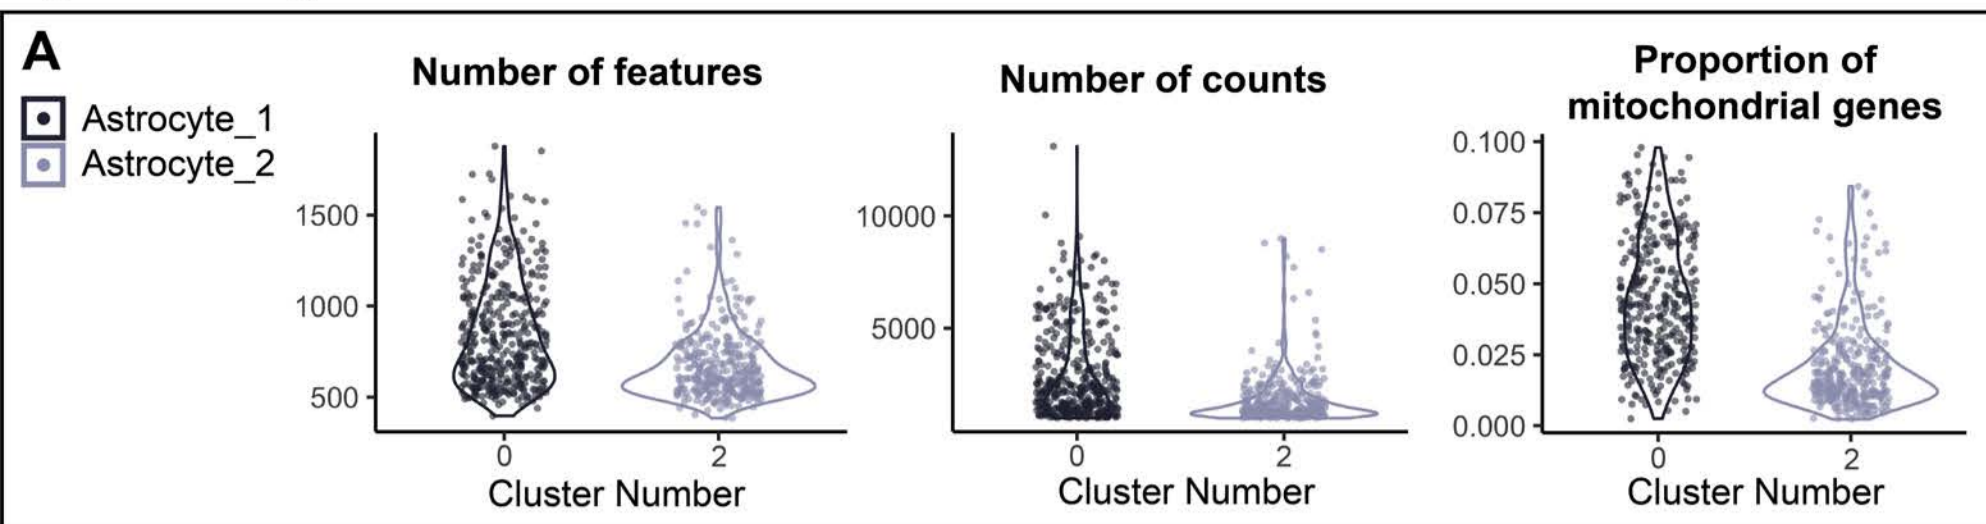 A
Astrocyte_1
Astrocyte_2
Number of features
1500
1000
500
0
2
Cluster Number
Number of counts
10000
5000
0
2
Cluster Number
Proportion of
mitochondrial genes
0.100
0.075
0.050
0.025
0.000
0
2
Cluster Number